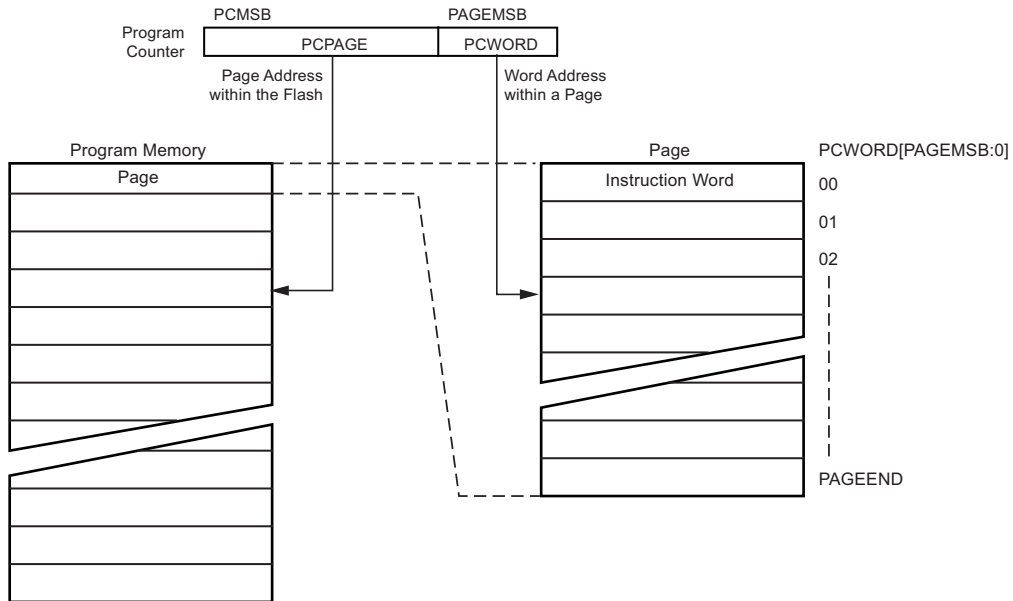 PCMSB
PAGEMSB
Program
Counter
PCPAGE
PCWORD
Page Address
within the Flash
Word Address
within a Page
Program Memory
Page
Page
Instruction Word
PCWORD[PAGEMSB:0]
00
01
02
PAGEEND